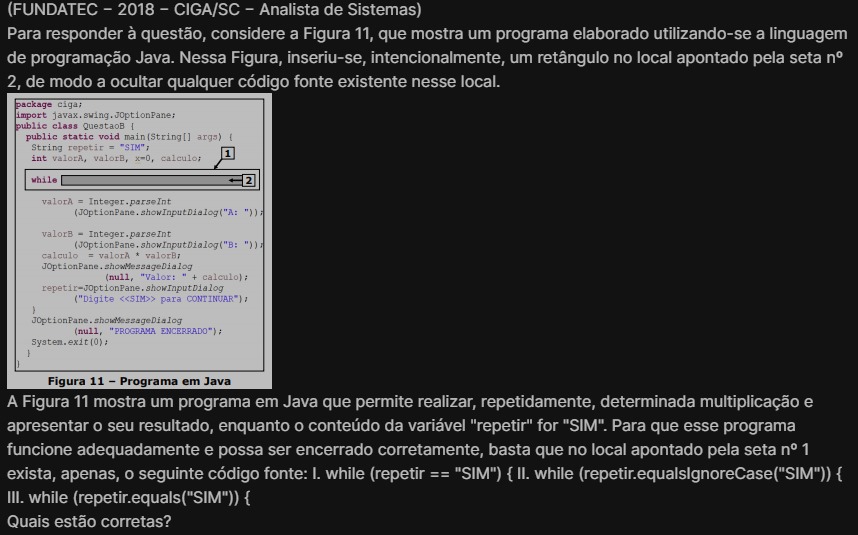 (FUNDATEC – 2018 – CIGA/SC – Analista de Sistemas)
Para responder à questão, considere a Figura 11, que mostra um programa elaborado utilizando-se a linguagem
de programação Java. Nessa Figura, inseriu-se, intencionalmente, um retângulo no local apontado pela seta nº
2, de modo a ocultar qualquer código fonte existente nesse local.
package ciga;
import javax.swing.JOptionPane;
public class QuestaoB {
public static void main(String[] args) {
String repetir = "SIM";
int valorA, valorB, x=0, calculo;
1
while
2
valorA = Integer.parseInt
(JOptionPane.showInputDialog("A: "));
valorB = Integer.parseInt
(JOptionPane.showInputDialog("B: "));
calculo = valorA * valorB;
JOptionPane.showMessageDialog
(null, "Valor: " + calculo);
repetir=JOptionPane.showInputDialog
("Digite <<SIM>> para CONTINUAR");
}
JOptionPane.showMessageDialog
(null, "PROGRAMA ENCERRADO");
System.exit(0);
}
}
Figura 11 – Programa em Java
A Figura 11 mostra um programa em Java que permite realizar, repetidamente, determinada multiplicação e
apresentar o seu resultado, enquanto o conteúdo da variável "repetir" for "SIM". Para que esse programa
funcione adequadamente e possa ser encerrado corretamente, basta que no local apontado pela seta nº 1
exista, apenas, o seguinte código fonte: I. while (repetir == "SIM") { II. while (repetir.equalsIgnoreCase("SIM")) {
III. while (repetir.equals("SIM")) {
Quais estão corretas?